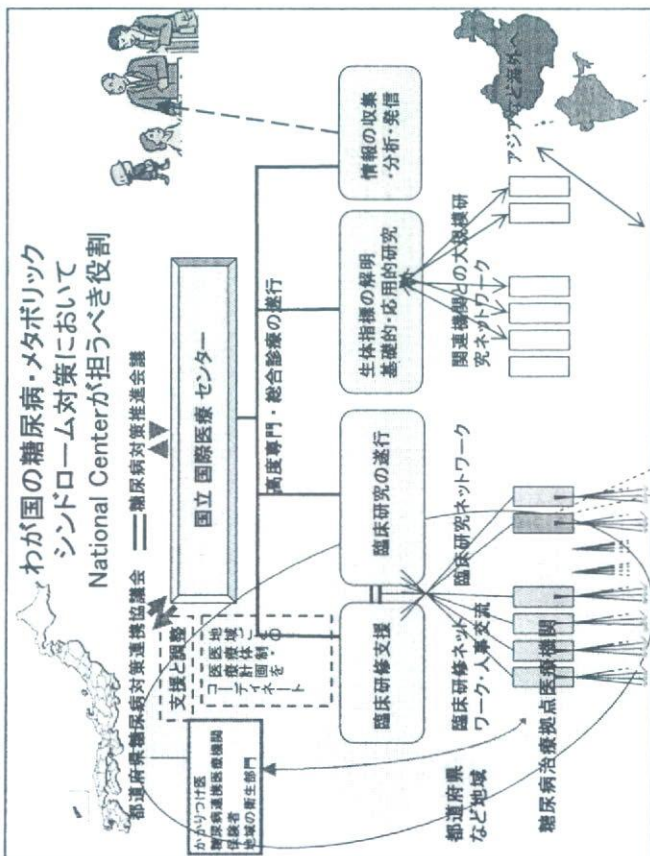 わが国の糖尿病・メタボリック
シンドローム対策において
National Centerが担うべき役割
都道府県糖尿病対策連携協議会
糖尿病対策推進会議
支援と調整
国立 国際医療 センター
かかりつけ医
糖尿病連携医療機関
保険者
地域の衛生部門
地域ごとの
医療体制・
医療計画を
コーディネート
高度専門・総合診療の遂行
臨床研修支援
臨床研究の遂行
生体指標の解明
基礎的・応用的研究
情報の収集
・分析・発信
都道府県
など地域
臨床研修ネット
ワーク・人事交流
臨床研究ネットワーク
関連機関との大規模研
究ネットワーク
アジアなど海外へ
糖尿病治療拠点医療機関